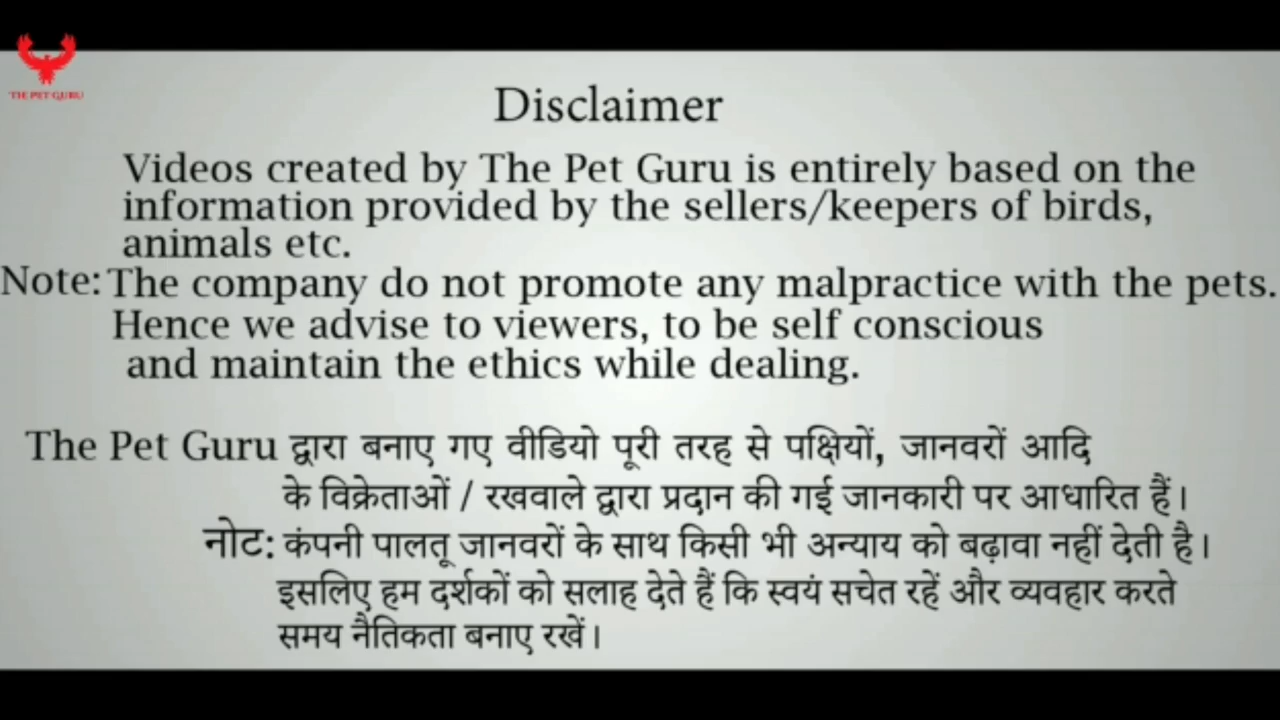 THE PET GURU
Disclaimer
Videos created by The Pet Guru is entirely based on the
information provided by the sellers/keepers of birds,
animals etc.
Note: The company do not promote any malpractice with the pets.
Hence we advise to viewers, to be self conscious
and maintain the ethics while dealing.
The Pet Guru द्वारा बनाए गए वीडियो पूरी तरह से पक्षियों, जानवरों आदि
के विक्रेताओं / रखवाले द्वारा प्रदान की गई जानकारी पर आधारित हैं।
नोट: कंपनी पालतू जानवरों के साथ किसी भी अन्याय को बढ़ावा नहीं देती है।
इसलिए हम दर्शकों को सलाह देते हैं कि स्वयं सचेत रहें और व्यवहार करते
समय नैतिकता बनाए रखें।